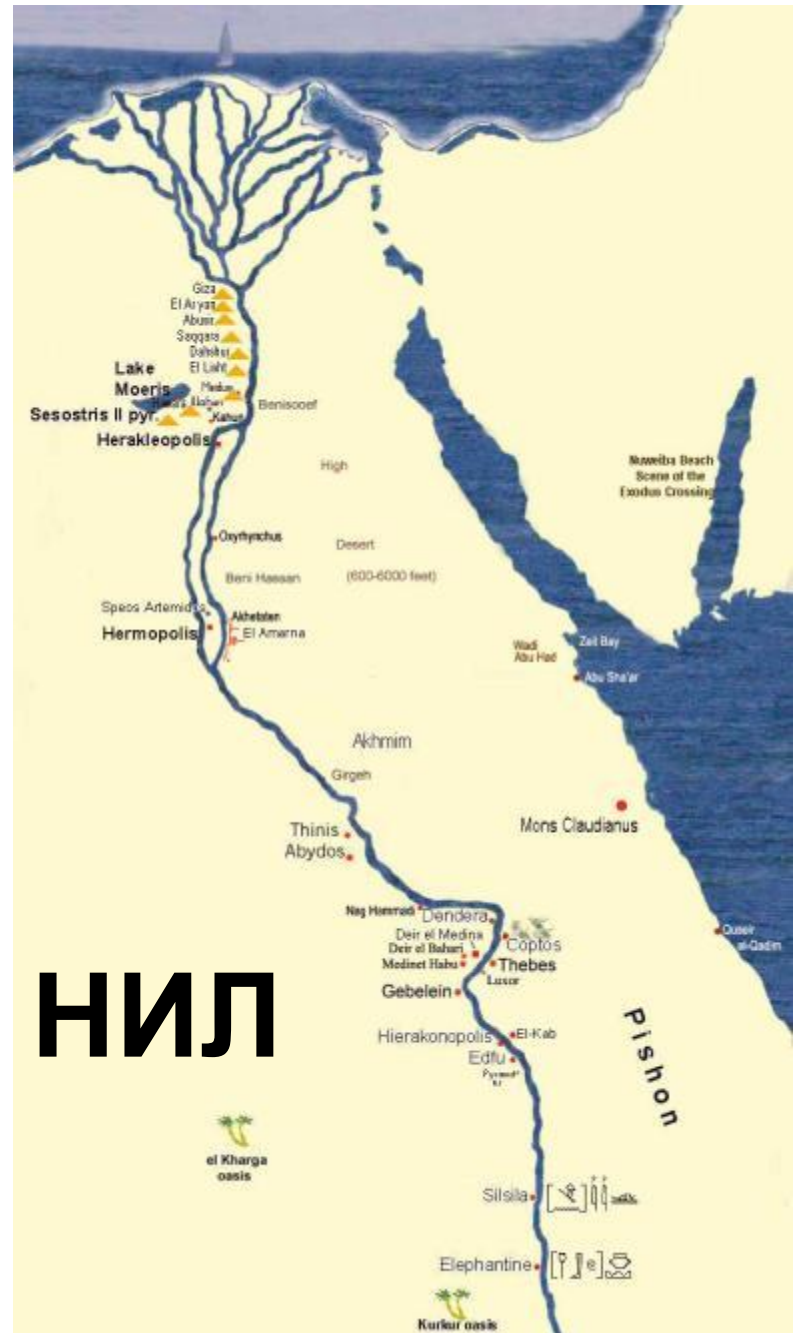 Giza
El Aryan
Abusir
Saqqara
Dahshur
El Lisht
Lake
Moeris
Medum
Sesostris II pyr.
Kahun
Benisooef
Herakleopolis
High
Nuweiba Beach
Scene of the
Exodus Crossing
Oxyrhynchus
Desert
Beni Hassan
(600-6000 feet)
Speos Artemidos
Akhetaten
Hermopolis
El Amarna
Wadi
Abu Had
Zeit Bay
Abu Sha'ar
Akhmim
Girgeh
Mons Claudianus
Thinis
Abydos
Nag Hammadi
Dendera
Deir el Medina
Coptos
Deir el Bahari
Medinet Habu
Thebes
Luxor
Gebelein
Quseir
al-Qadim
НИЛ
Pishon
Hierakonopolis
El-Kab
Edfu
el Kharga
oasis
Silsila
Elephantine
Kurkur oasis